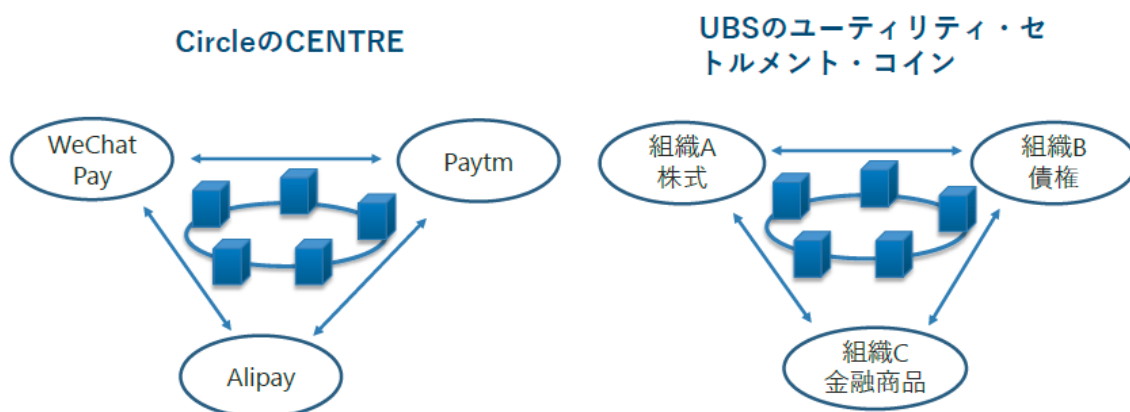 CircleのCENTRE
WeChat
Pay
Paytm
Alipay
UBSのユーティリティ・セ
トルメント・コイン
組織A
株式
組織B
債権
組織C
金融商品